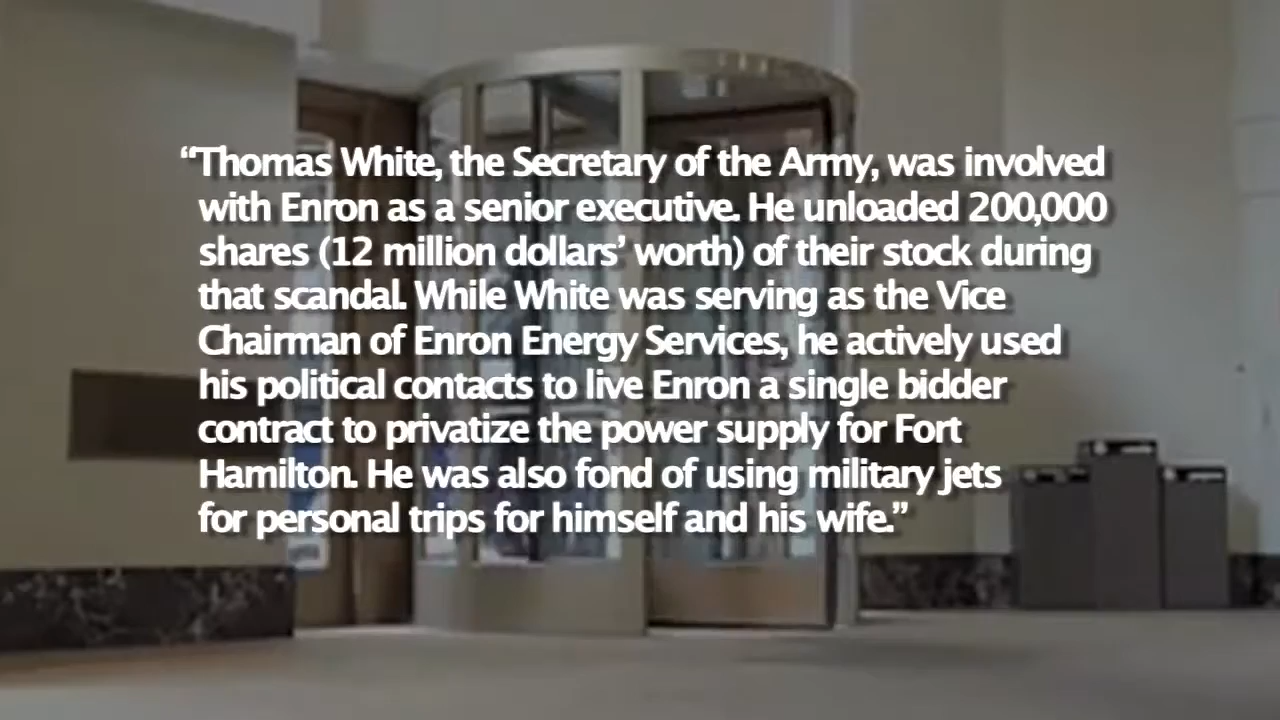 “Thomas White, the Secretary of the Army, was involved
with Enron as a senior executive. He unloaded 200,000
shares (12 million dollars’ worth) of their stock during
that scandal. While White was serving as the Vice
Chairman of Enron Energy Services, he actively used
his political contacts to live Enron a single bidder
contract to privatize the power supply for Fort
Hamilton. He was also fond of using military jets
for personal trips for himself and his wife.”